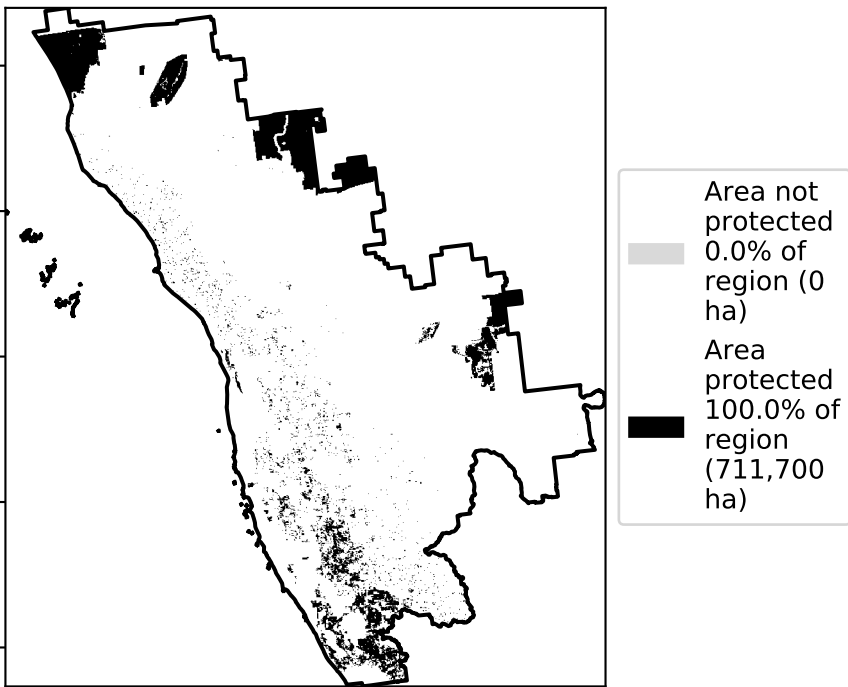 Area not
protected
0.0% of
region (0
ha)
Area
protected
100.0% of
region
(711,700
ha)